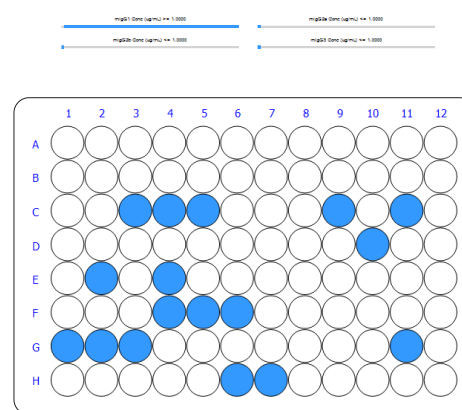 mIgG1 Conc (ug/mL) >= 1.0000
mIgG2a Conc (ug/mL) <= 1.0000
mIgG2b Conc (ug/mL) <= 1.0000
mIgG3 Conc (ug/mL) <= 1.0000
1 2 3 4 5 6 7 8 9 10 11 12
A
B
C
D
E
F
G
H